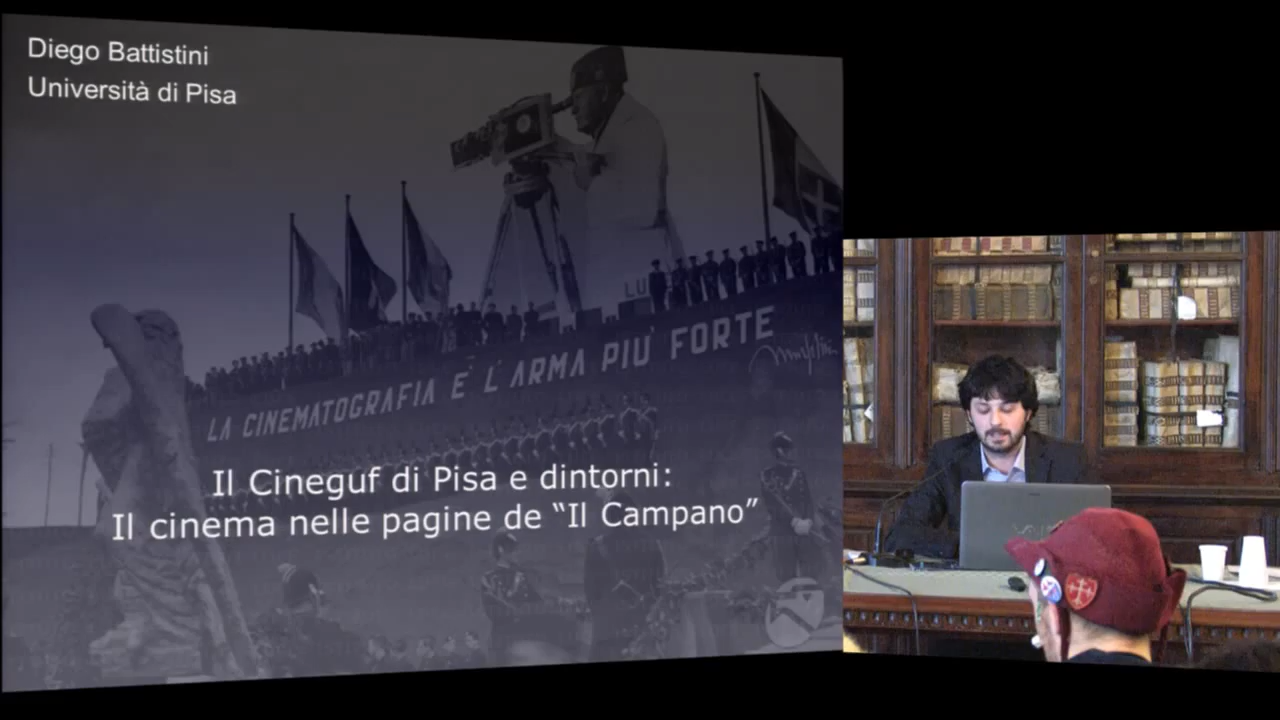 Diego Battistini
Università di Pisa
LA CINEMATOGRAFIA E' L'ARMA PIU' FORTE
Il Cineguf di Pisa e dintorni:
Il cinema nelle pagine de “Il Campano”